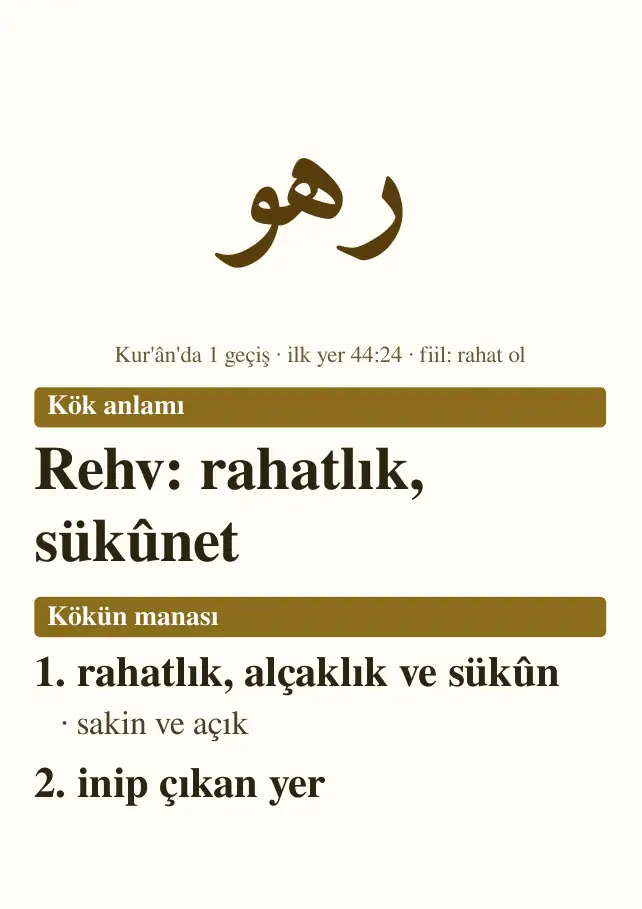 رهو
Kur'ân'da 1 geçiş · ilk yer 44:24 · fiil: rahat ol
Kök anlamı
Rehv: rahatlık,
sükûnet
Kökün manası
1. rahatlık, alçaklık ve sükûn
· sakin ve açık
2. inip çıkan yer